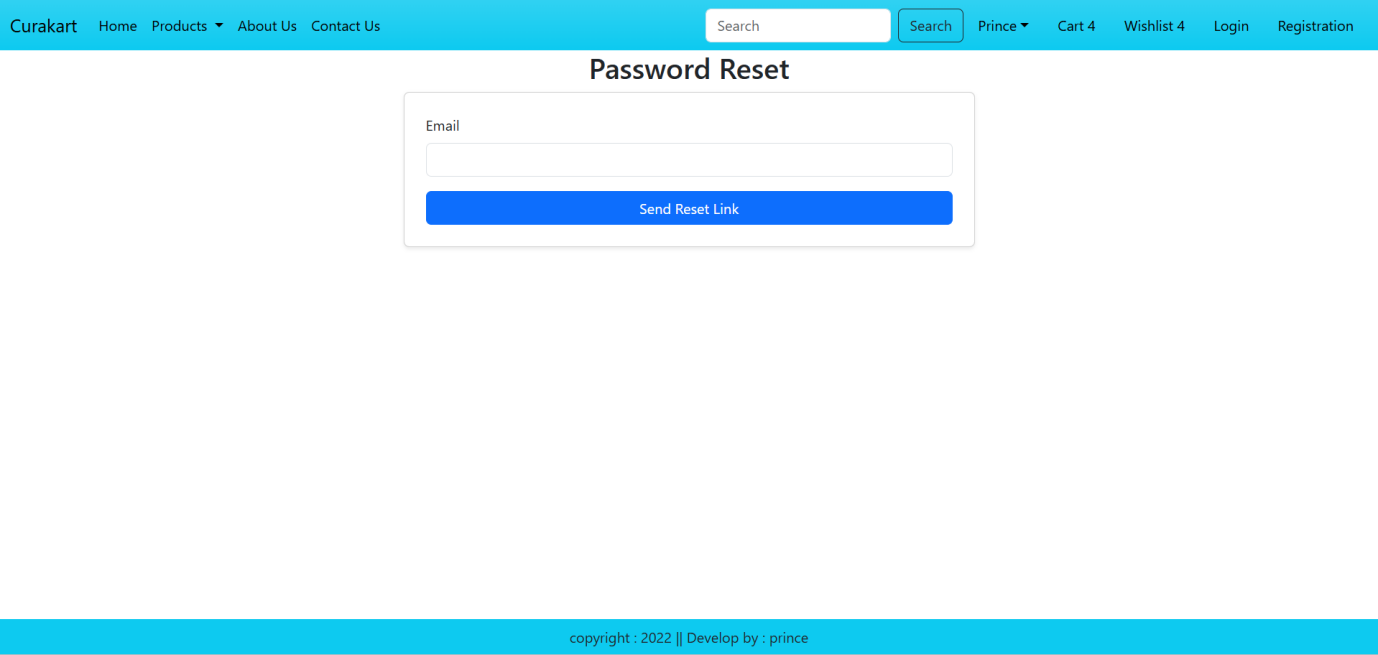 Curakart Home Products About Us Contact Us Search Search Prince Cart 4 Wishlist 4 Login Registration
Password Reset
Email
Send Reset Link
copyright : 2022 || Develop by : prince